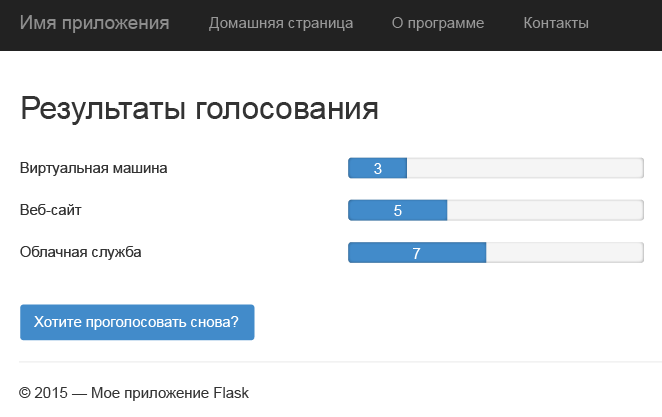 Имя приложения Домашняя страница О программе Контакты
Результаты голосования
Виртуальная машина 3
Веб-сайт 5
Облачная служба 7
Хотите проголосовать снова?
© 2015 — Мое приложение Flask